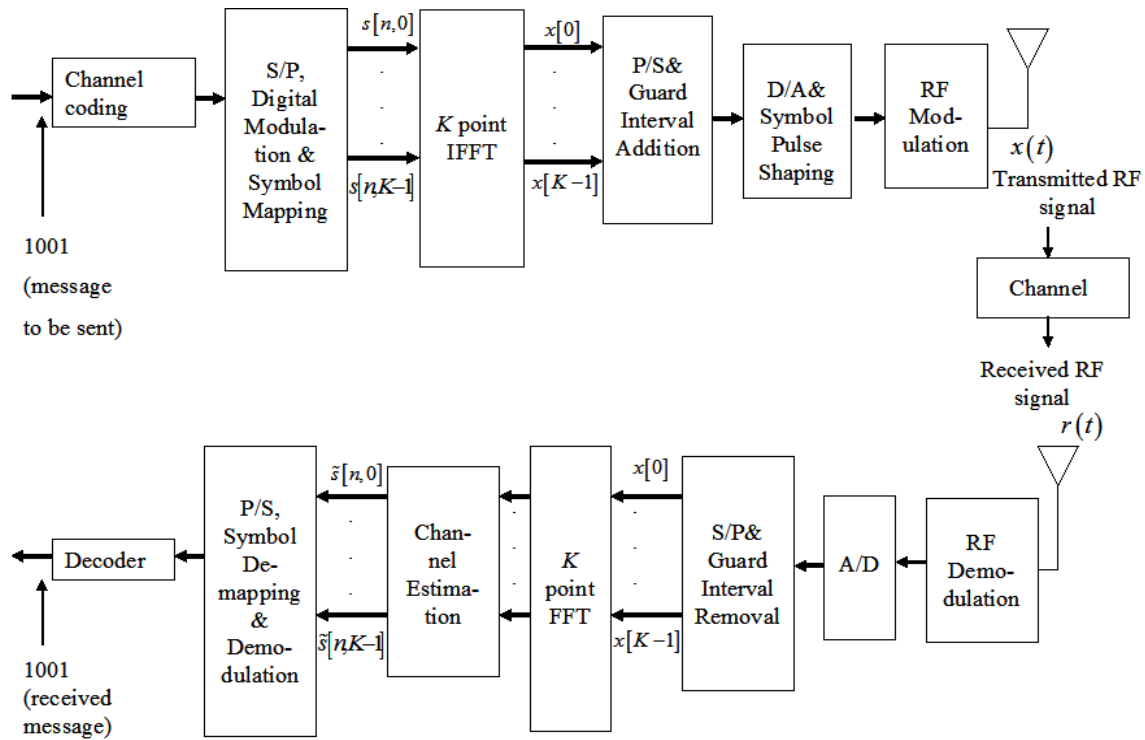 Channel
coding
S/P,
Digital
Modula-
tion &
Symbol
Mapping
s[n,0]
s[n,K-1]
K point
IFFT
x[0]
x[K-1]
P/S&
Guard
Interval
Addition
D/A&
Symbol
Pulse
Shaping
RF
Mod-
ulation
x(t)
Transmitted RF
signal
1001
(message
to be sent)
Channel
Received RF
signal
r(t)
RF
Demo-
dulation
A/D
S/P&
Guard
Interval
Removal
x[0]
x[K-1]
K
point
FFT
Chan-
nel
Estima-
tion
s̃[n,0]
s̃[n,K-1]
P/S,
Symbol
De-
mapping
&
Demo-
dulation
Decoder
1001
(received
message)